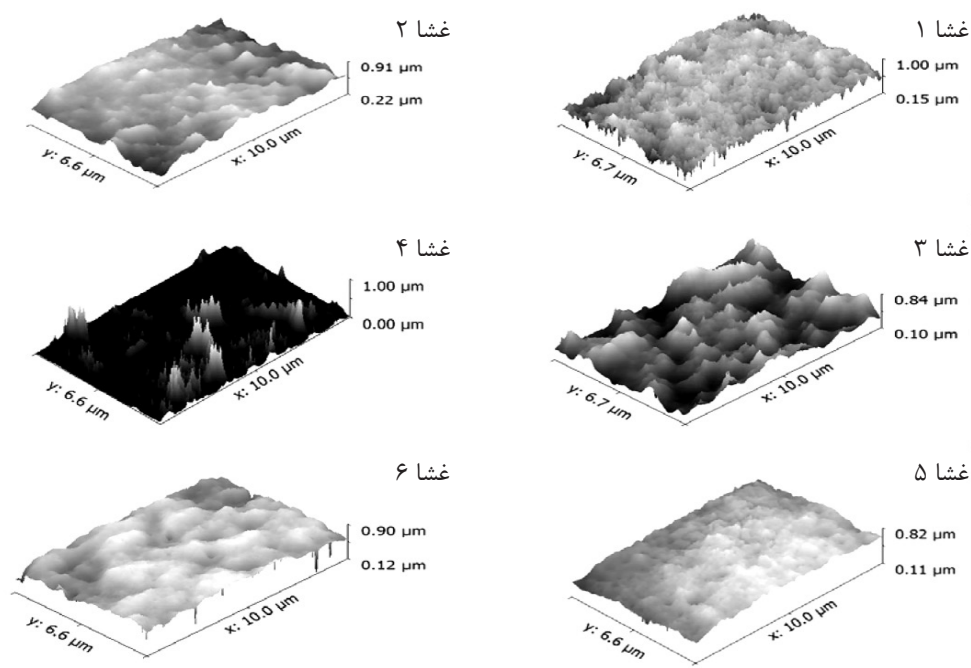 غشا ۱
1.00 µm
0.15 µm
x: 10.0 µm
y: 6.7 µm
غشا ۲
0.91 µm
0.22 µm
x: 10.0 µm
y: 6.6 µm
غشا ۳
0.84 µm
0.10 µm
x: 10.0 µm
y: 6.7 µm
غشا ۴
1.00 µm
0.00 µm
x: 10.0 µm
y: 6.6 µm
غشا ۵
0.82 µm
0.11 µm
x: 10.0 µm
y: 6.6 µm
غشا ۶
0.90 µm
0.12 µm
x: 10.0 µm
y: 6.6 µm